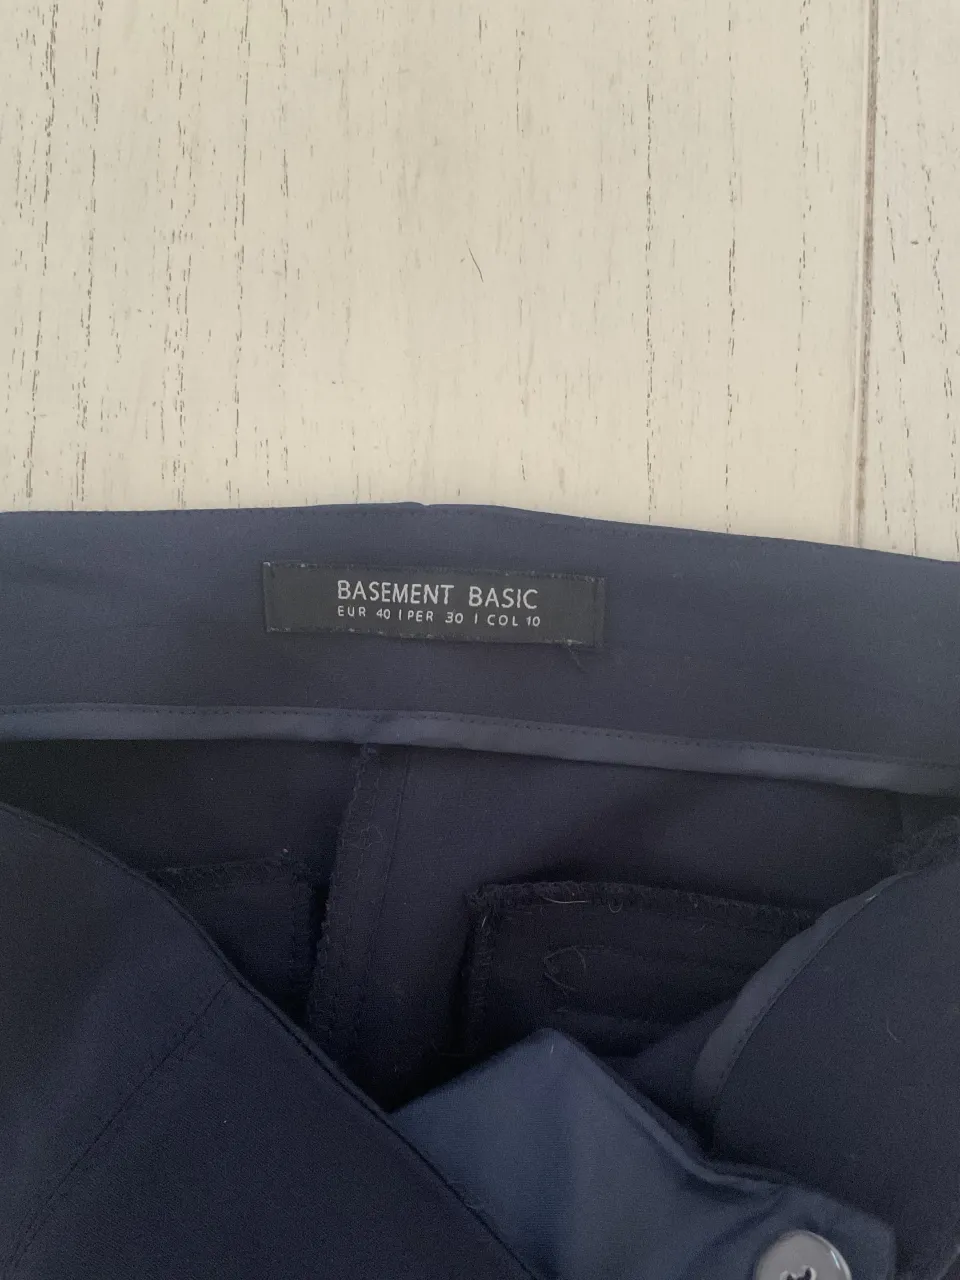 BASEMENT BASIC
EUR 40 | PER 30 | COL 10